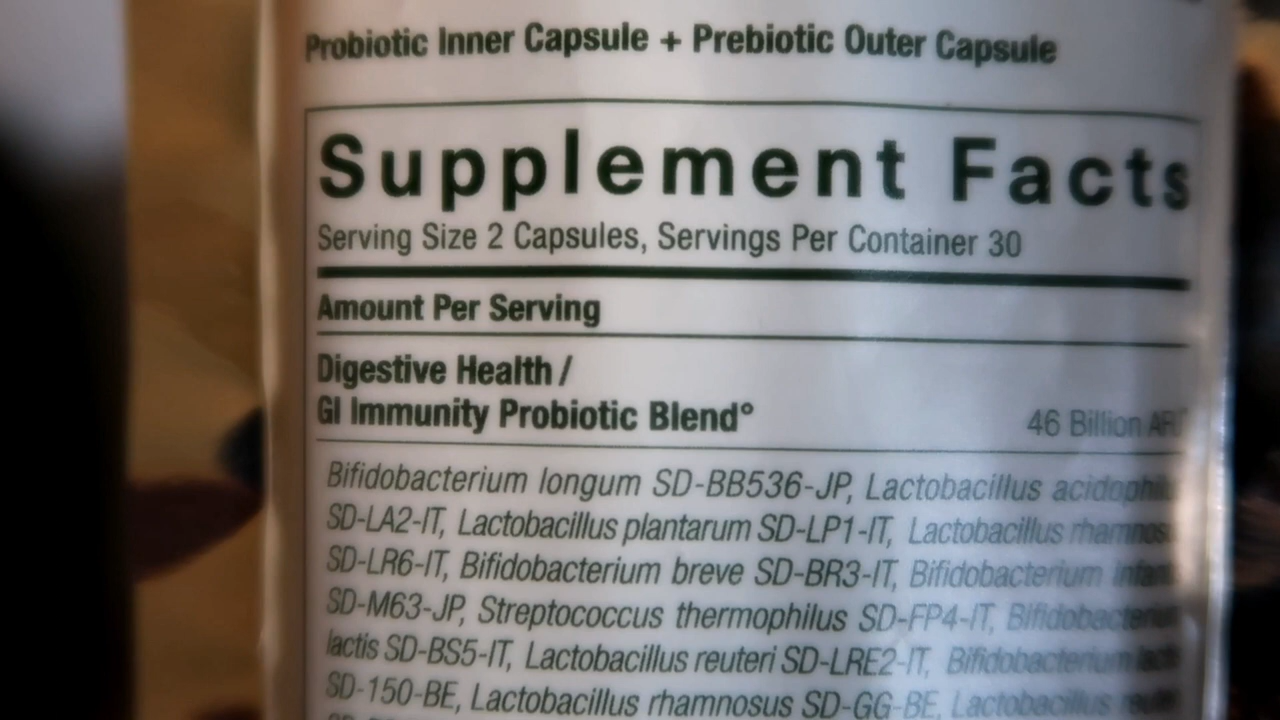 Probiotic Inner Capsule + Prebiotic Outer Capsule
Supplement Facts
Serving Size 2 Capsules, Servings Per Container 30
Amount Per Serving
Digestive Health /
GI Immunity Probiotic Blend° 46 Billion
Bifidobacterium longum SD-BB536-JP, Lactobacillus
SD-LA2-IT, Lactobacillus plantarum SD-LP1-IT, Lactobacillus
SD-LR6-IT, Bifidobacterium breve SD-BR3-IT, Bifidobacterium
SD-M63-JP, Streptococcus thermophilus SD-FP4-IT,
lactis SD-BS5-IT, Lactobacillus reuteri SD-LRE2-IT, Bifidobacterium
SD-150-BE, Lactobacillus rhamnosus SD-GG-BE, Lactobacillus